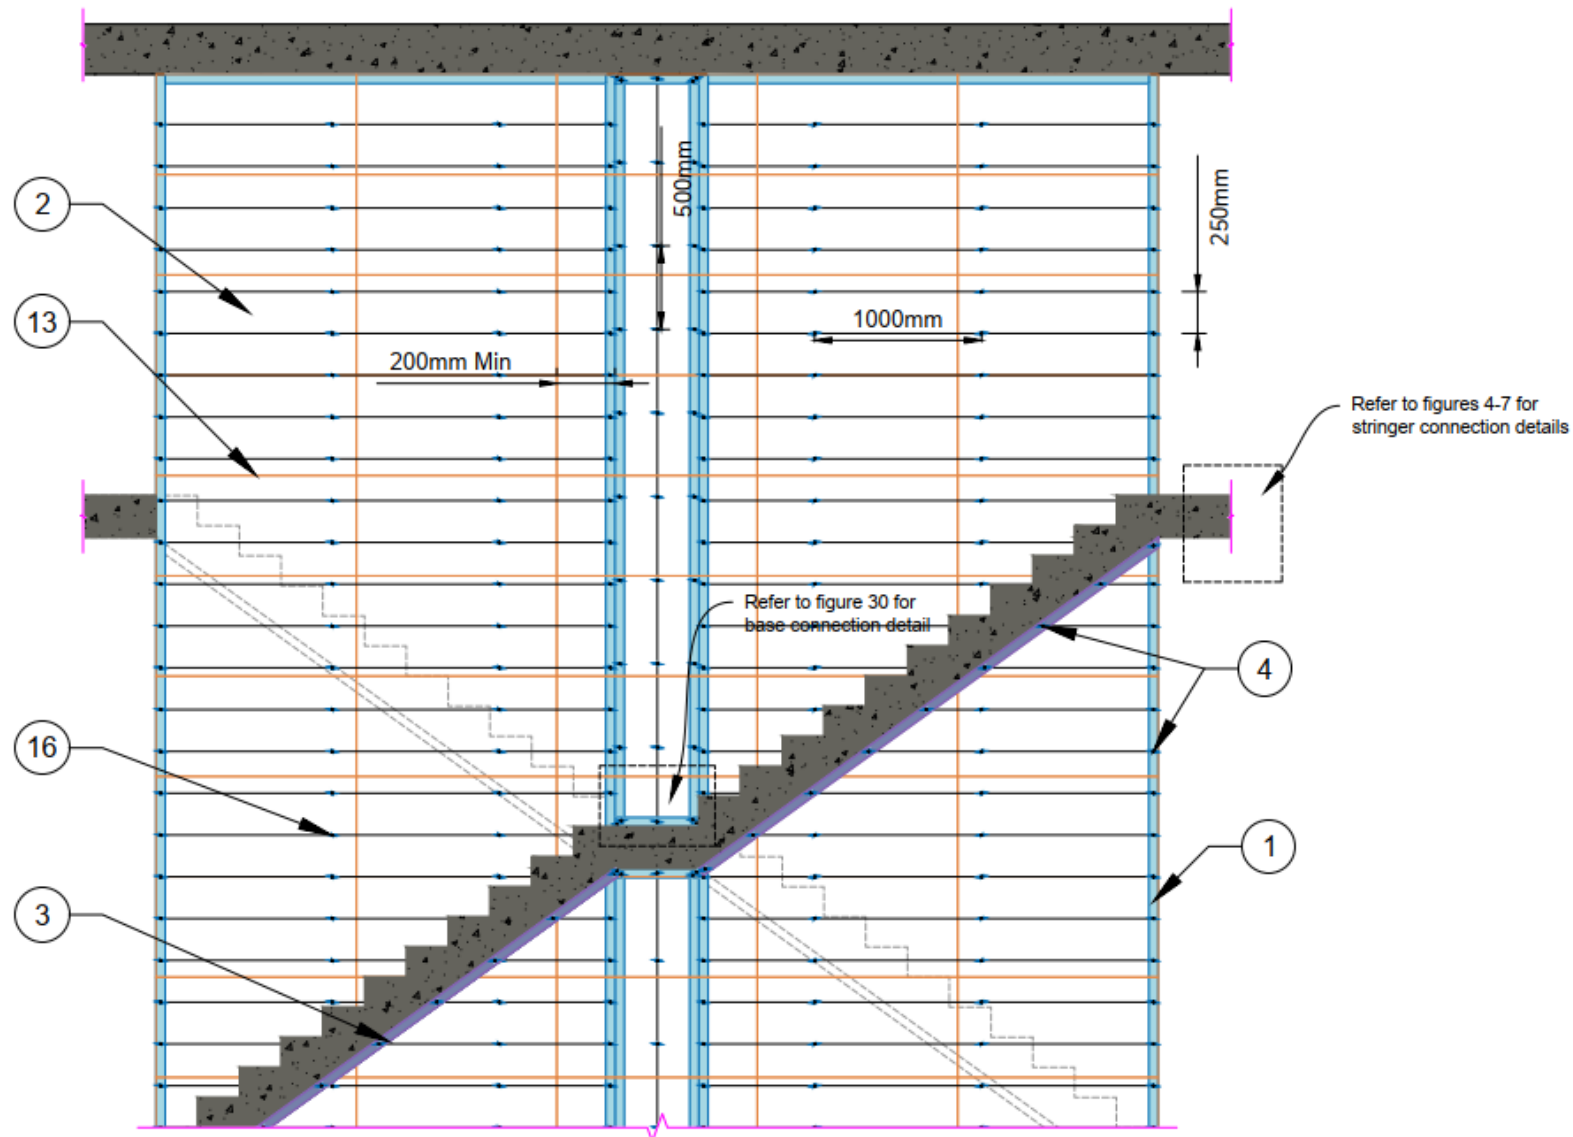 500mm
250mm
2
13
1000mm
200mm Min
Refer to figures 4-7 for
stringer connection details
Refer to figure 30 for
base connection detail
4
16
1
3